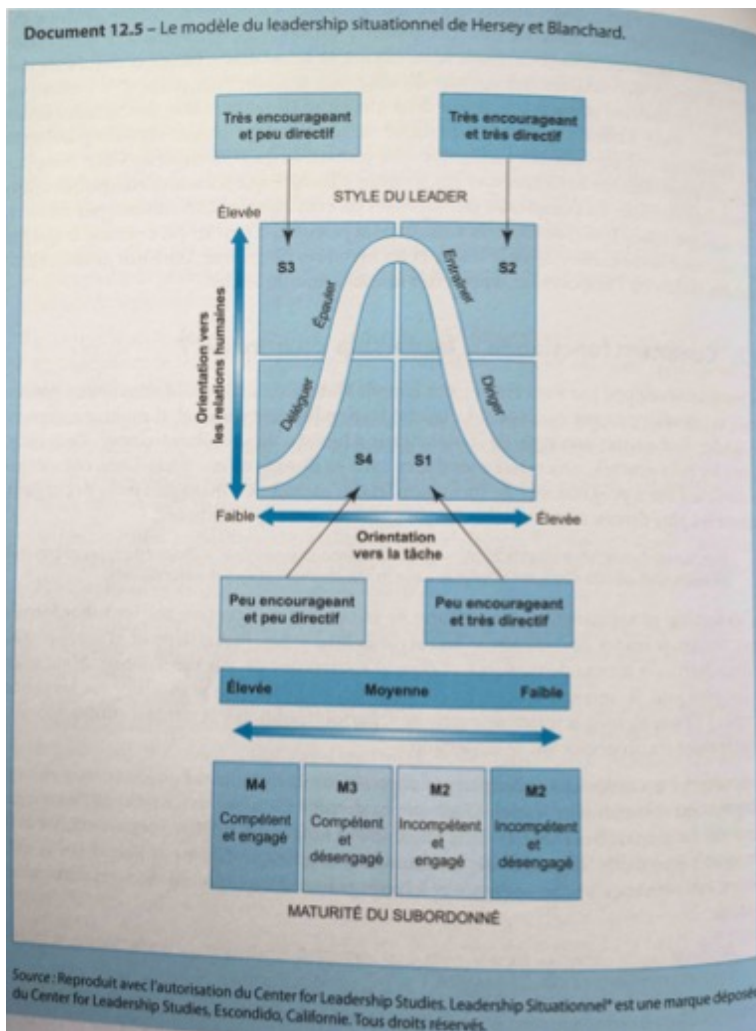 Document 12.5 – Le modèle du leadership situationnel de Hersey et Blanchard.
Très encourageant
et peu directif
Très encourageant
et très directif
STYLE DU LEADER
Élevée
S3
S2
Épauler
Entraîner
Orientation vers
les relations humaines
Déléguer
Diriger
S4
S1
Faible
Élevée
Orientation
vers la tâche
Peu encourageant
et peu directif
Peu encourageant
et très directif
Élevée
Moyenne
Faible
M4
Compétent
et engagé
M3
Compétent
et
désengagé
M2
Incompétent
et
engagé
M2
Incompétent
et
désengagé
MATURITÉ DU SUBORDONNÉ
Source : Reproduit avec l'autorisation du Center for Leadership Studies. Leadership Situationnel* est une marque déposée
du Center for Leadership Studies, Escondido, Californie. Tous droits réservés.